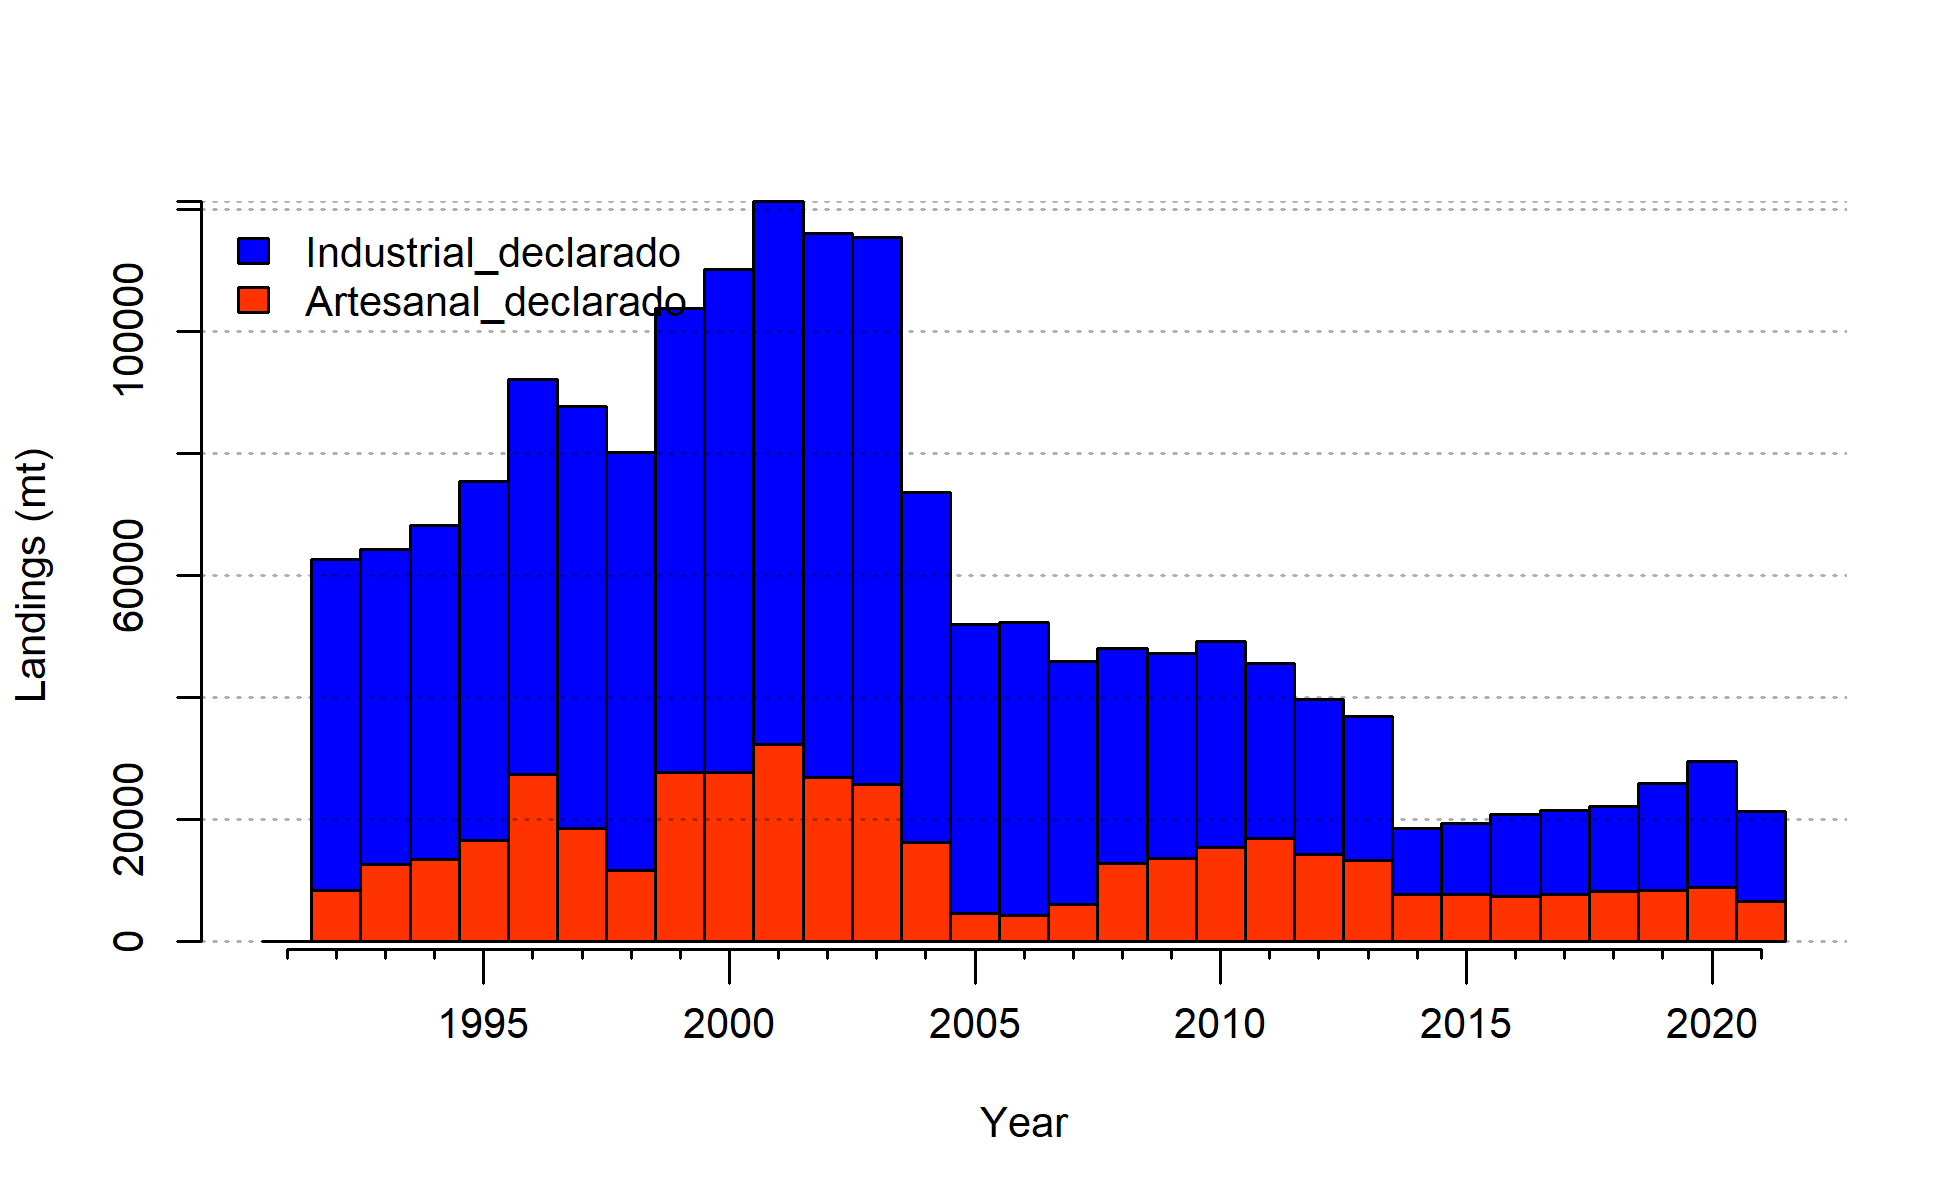 Industrial_declarado
Artesanal_declarado
Landings (mt)
100000
60000
20000
0
1995 2000 2005 2010 2015 2020
Year